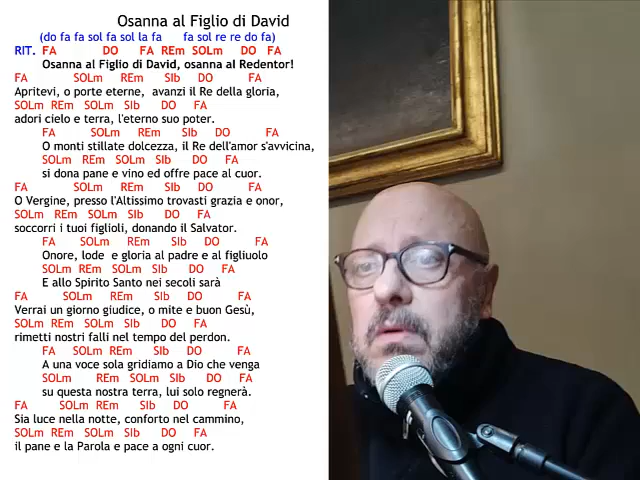 Osanna al Figlio di David
(do fa fa sol fa sol la fa fa sol re re do fa)
RIT. FA DO FA REm SOLm DO FA
Osanna al Figlio di David, osanna al Redentor!
FA SOLm REm SIb DO FA
Apritevi, o porte eterne, avanzi il Re della gloria,
SOLm REm SOLm SIb DO FA
adori cielo e terra, l'eterno suo poter.
FA SOLm REm SIb DO FA
O monti stillate dolcezza, il Re dell'amor s'avvicina,
SOLm REm SOLm SIb DO FA
si dona pane e vino ed offre pace al cuor.
FA SOLm REm SIb DO FA
O Vergine, presso l'Altissimo trovasti grazia e onor,
SOLm REm SOLm SIb DO FA
soccorri i tuoi figlioli, donando il Salvator.
FA SOLm REm SIb DO FA
Onore, lode e gloria al padre e al figliuolo
SOLm REm SOLm SIb DO FA
E allo Spirito Santo nei secoli sarà
FA SOLm REm SIb DO FA
Verrai un giorno giudice, o mite e buon Gesù,
SOLm REm SOLm SIb DO FA
rimetti nostri falli nel tempo del perdon.
FA SOLm REm SIb DO FA
A una voce sola gridiamo a Dio che venga
SOLm REm SOLm SIb DO FA
su questa nostra terra, lui solo regnerà.
FA SOLm REm SIb DO FA
Sia luce nella notte, conforto nel cammino,
SOLm REm SOLm SIb DO FA
il pane e la Parola e pace a ogni cuor.